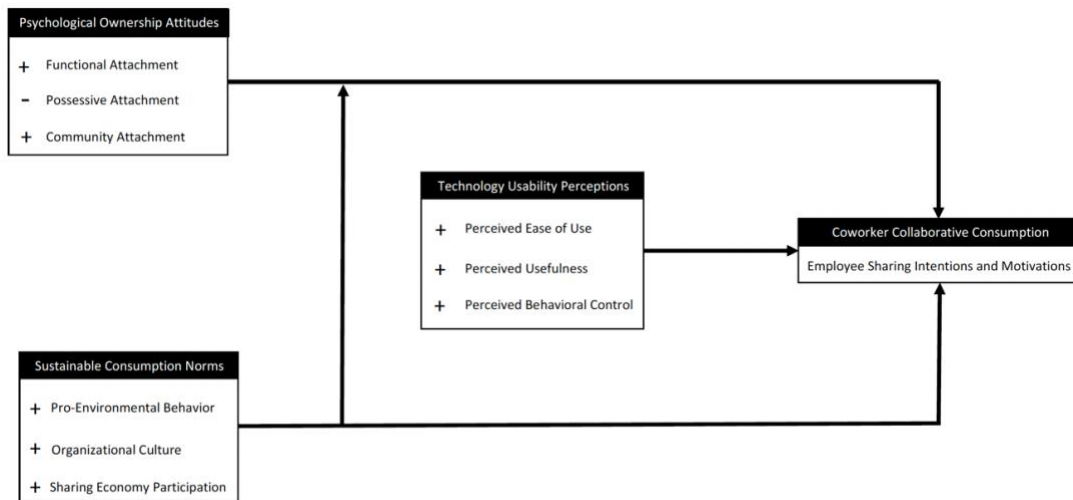 Psychological Ownership Attitudes
+ Functional Attachment
- Possessive Attachment
+ Community Attachment
Technology Usability Perceptions
+ Perceived Ease of Use
+ Perceived Usefulness
+ Perceived Behavioral Control
Coworker Collaborative Consumption
Employee Sharing Intentions and Motivations
Sustainable Consumption Norms
+ Pro-Environmental Behavior
+ Organizational Culture
+ Sharing Economy Participation